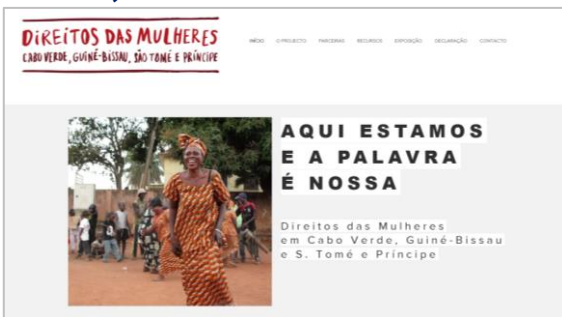 DIREITOS DAS MULHERES
CABO VERDE, GUINÉ-BISSAU, SÃO TOMÉ E PRÍNCIPE
INÍCIO O PROJECTO PARCERIAS RECURSOS EXPOSIÇÃO DECLARAÇÃO CONTACTO
AQUI ESTAMOS
E A PALAVRA
É NOSSA
Direitos das Mulheres
em Cabo Verde, Guiné-Bissau
e S. Tomé e Príncipe